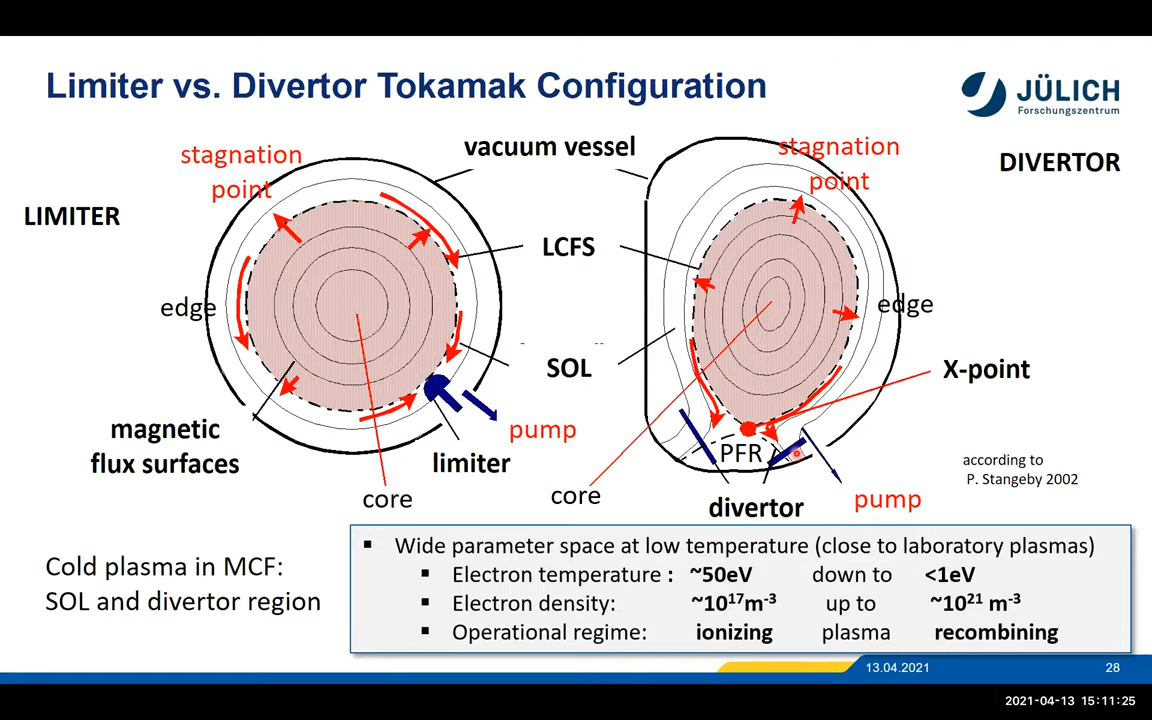 Limiter vs. Divertor Tokamak Configuration
JÜLICH
Forschungszentrum
LIMITER
stagnation
point
vacuum vessel
stagnation
point
DIVERTOR
LCFS
edge
edge
SOL
X-point
magnetic
flux surfaces
pump
limiter
PFR
core
core
divertor
pump
according to
P. Stangeby 2002
Cold plasma in MCF:
SOL and divertor region
▪ Wide parameter space at low temperature (close to laboratory plasmas)
▪ Electron temperature : ~50eV down to <1eV
▪ Electron density: ~10¹⁷m⁻³ up to ~10²¹ m⁻³
▪ Operational regime: ionizing plasma recombining
13.04.2021 28
2021-04-13 15:11:25